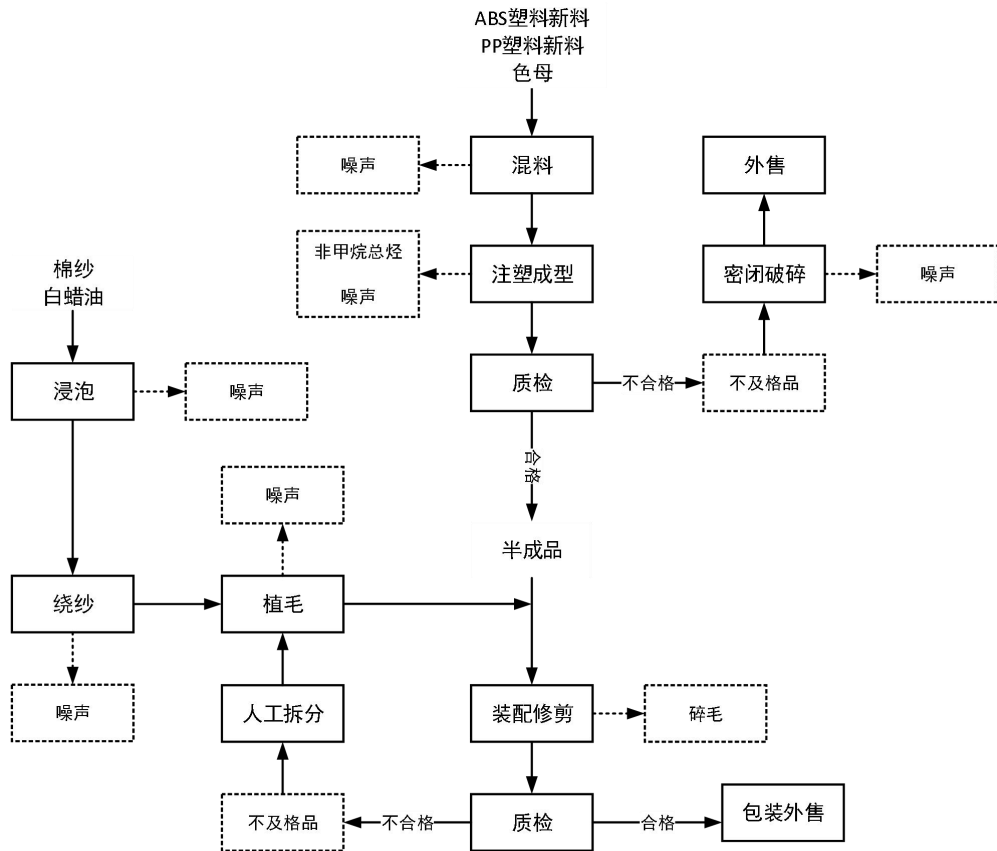 ABS塑料新料
PP塑料新料
色母
噪声
混料
外售
非甲烷总烃
噪声
注塑成型
密闭破碎
噪声
棉纱
白蜡油
浸泡
噪声
质检
不合格
不及格品
合格
噪声
半成品
绕纱
植毛
噪声
人工拆分
装配修剪
碎毛
不及格品
不合格
质检
合格
包装外售